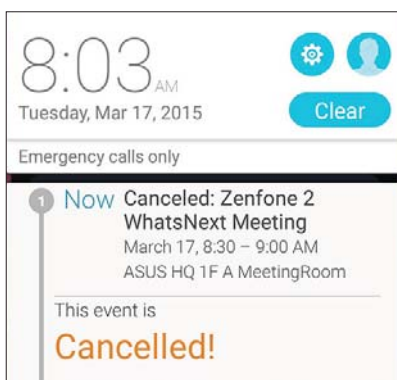 8:03 AM
Tuesday, Mar 17, 2015
Clear
Emergency calls only
1 Now Canceled: Zenfone 2
WhatsNext Meeting
March 17, 8:30 – 9:00 AM
ASUS HQ 1F A MeetingRoom
This event is
Cancelled!